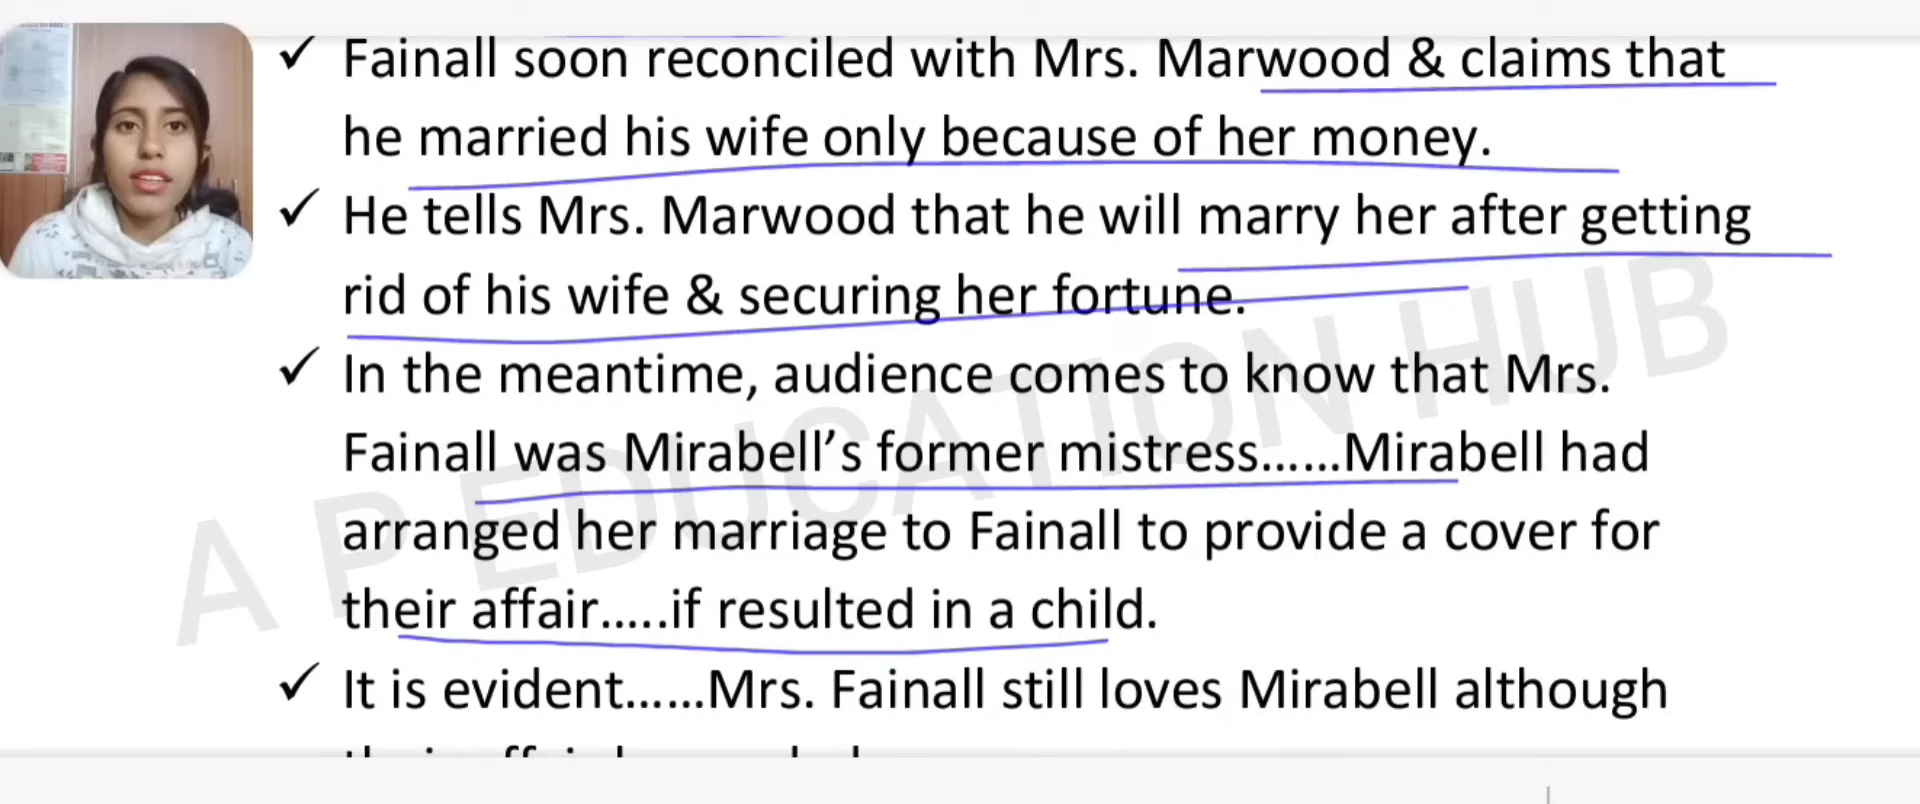 ✓ Fainall soon reconciled with Mrs. Marwood & claims that
he married his wife only because of her money.
✓ He tells Mrs. Marwood that he will marry her after getting
rid of his wife & securing her fortune.
✓ In the meantime, audience comes to know that Mrs.
Fainall was Mirabell’s former mistress......Mirabell had
arranged her marriage to Fainall to provide a cover for
their affair.....if resulted in a child.
✓ It is evident......Mrs. Fainall still loves Mirabell although
A P EDUCATION HUB